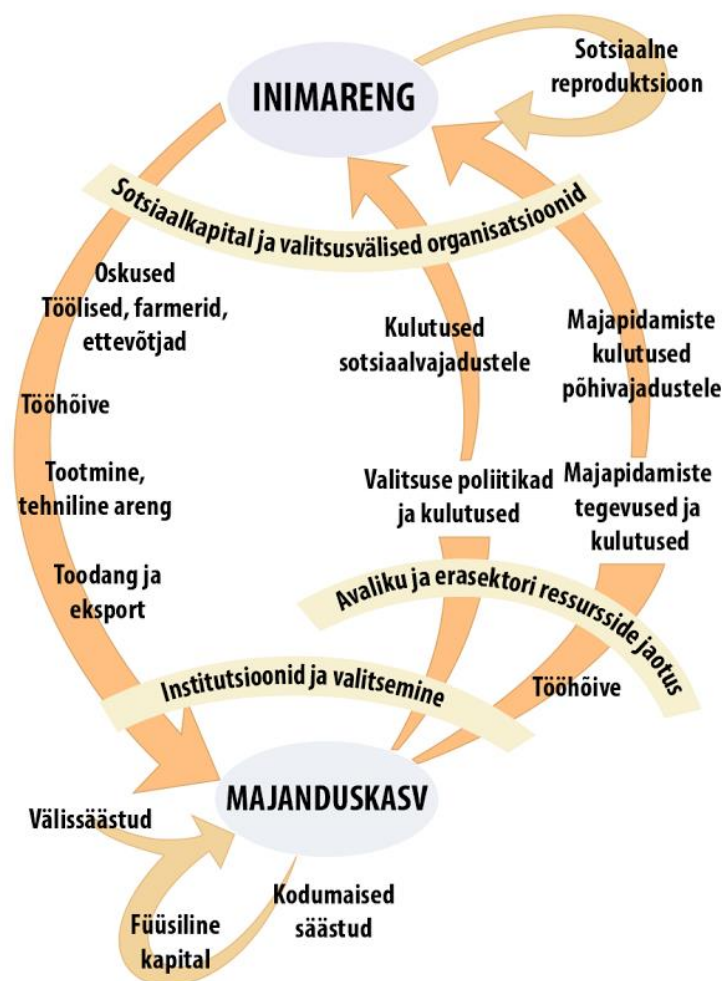 INIMARENG
Sotsiaalne
reproduktsioon
Sotsiaalkapital ja valitsusvälised organisatsioonid
Oskused
Töölised, farmerid,
ettevõtjad
Tööhõive
Tootmine,
tehniline areng
Toodang ja
eksport
Kulutused
sotsiaalvajadustele
Valitsuse poliitikad
ja kulutused
Majapidamiste
kulutused
põhivajadustele
Majapidamiste
tegevused ja
kulutused
Avaliku ja erasektori ressursside jaotus
Institutsioonid ja valitsemine
Tööhõive
MAJANDUSKASV
Välissäästud
Füüsiline
kapital
Kodumaised
säästud